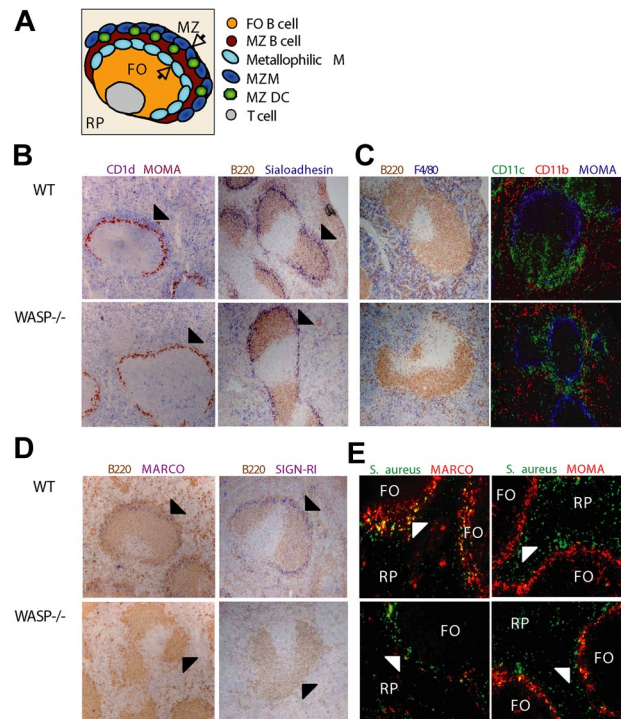 A
MZ
FO
RP
FO B cell
MZ B cell
Metallophilic M
MZM
MZ DC
T cell
B
CD1d MOMA
B220 Sialoadhesin
WT
WASP-/-
C
B220 F4/80
CD11c CD11b MOMA
D
B220 MARCO
B220 SIGN-RI
WT
WASP-/-
E
S. aureus MARCO
S. aureus MOMA
FO
FO
RP
FO
RP
FO
FO
RP
RP
FO
FO